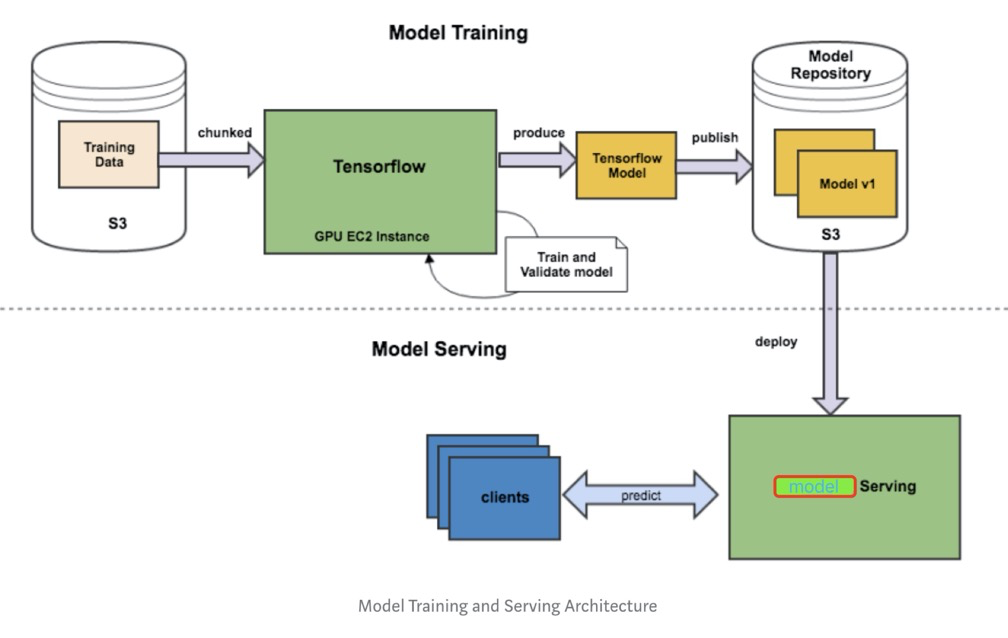 Model Training
Model
Repository
Training
Data
S3
chunked
Tensorflow
GPU EC2 Instance
produce
Tensorflow
Model
publish
Model v1
S3
Train and
Validate model
Model Serving
deploy
clients
predict
model Serving
Model Training and Serving Architecture